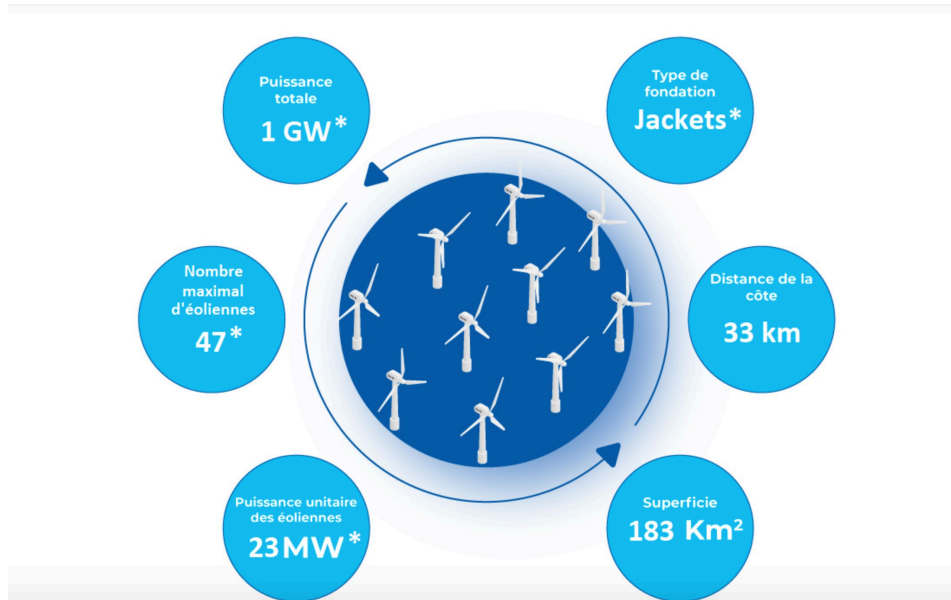 Puissance
totale
1 GW*
Type de
fondation
Jackets*
Nombre
maximal
d'éoliennes
47*
Distance de la
côte
33 km
Puissance unitaire
des éoliennes
23MW*
Superficie
183 Km²